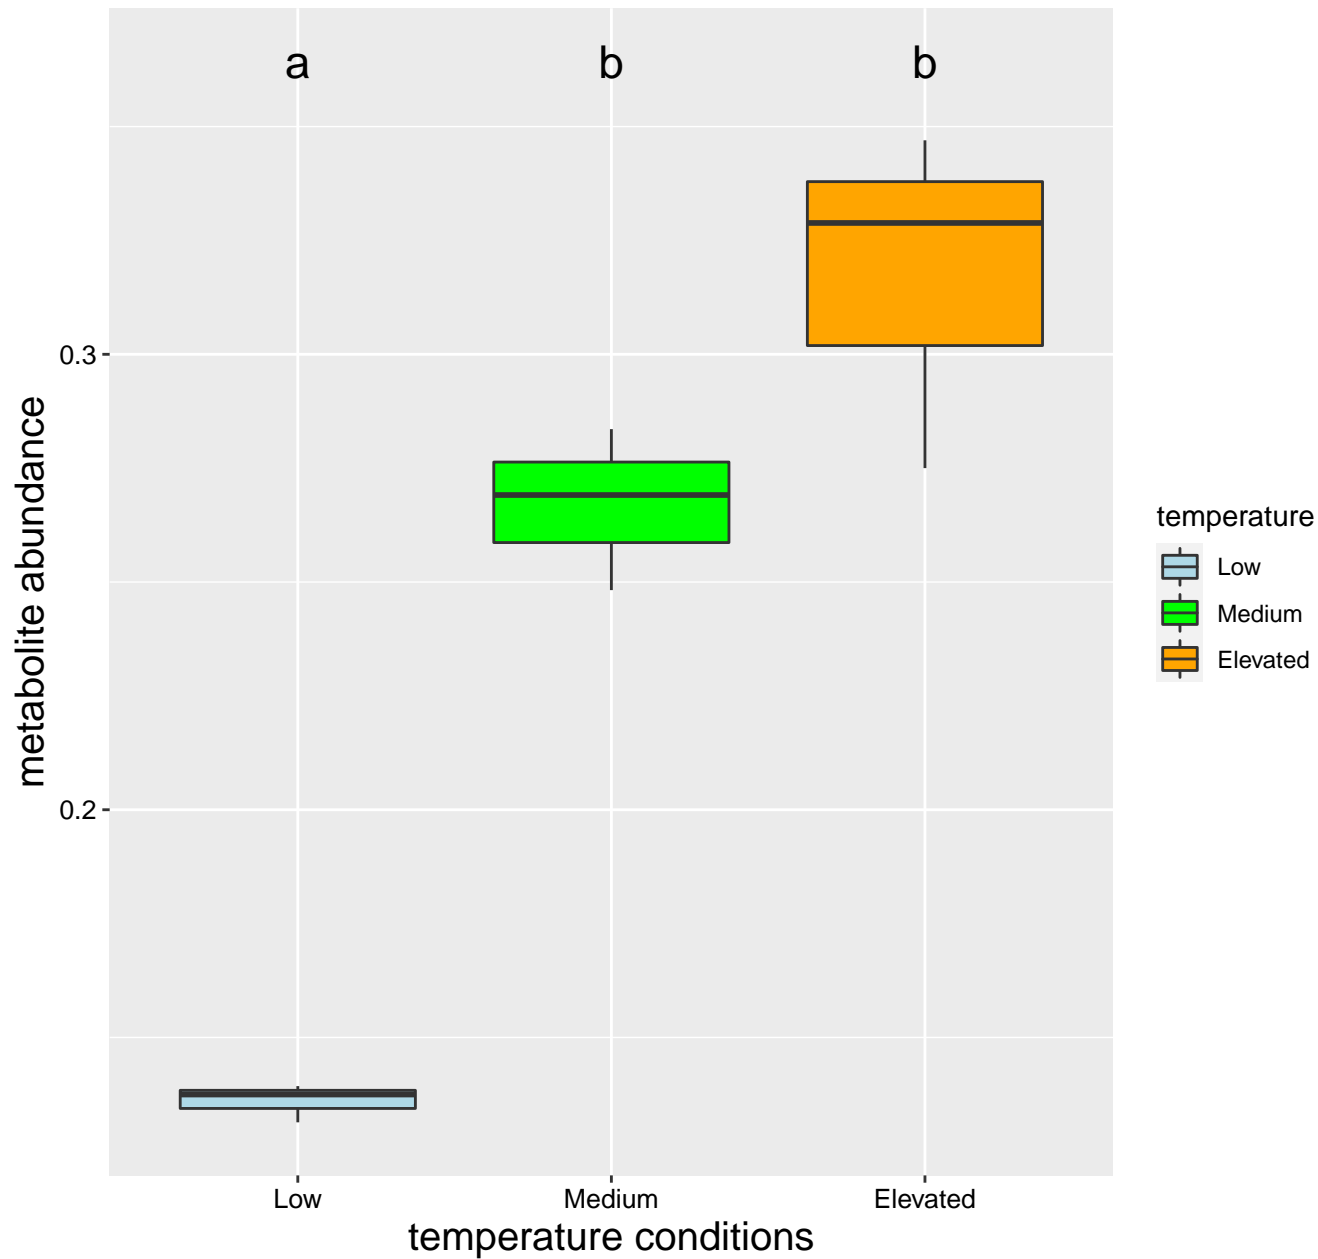 a b b
0.3
0.2
metabolite abundance
Low Medium Elevated
temperature conditions
temperature
Low
Medium
Elevated